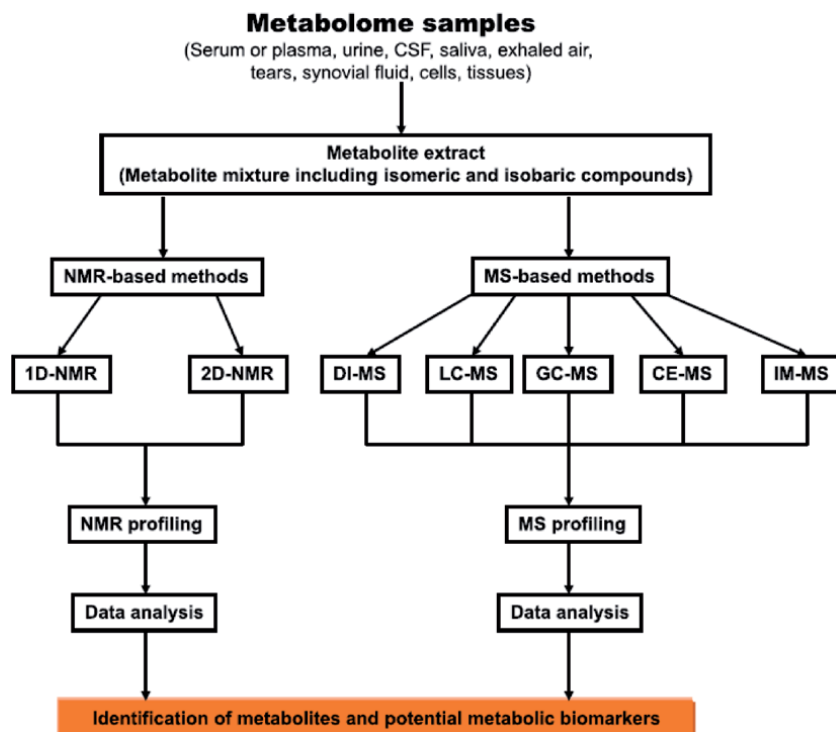 Metabolome samples
(Serum or plasma, urine, CSF, saliva, exhaled air,
tears, synovial fluid, cells, tissues)
Metabolite extract
(Metabolite mixture including isomeric and isobaric compounds)
NMR-based methods
MS-based methods
1D-NMR
2D-NMR
DI-MS
LC-MS
GC-MS
CE-MS
IM-MS
NMR profiling
MS profiling
Data analysis
Data analysis
Identification of metabolites and potential metabolic biomarkers